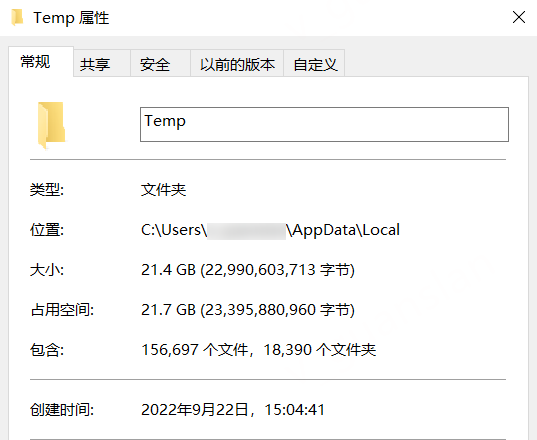 Temp 属性
常规 共享 安全 以前的版本 自定义
Temp
类型: 文件夹
位置: C:\Users\ \AppData\Local
大小: 21.4 GB (22,990,603,713 字节)
占用空间: 21.7 GB (23,395,880,960 字节)
包含: 156,697 个文件，18,390 个文件夹
创建时间: 2022年9月22日，15:04:41